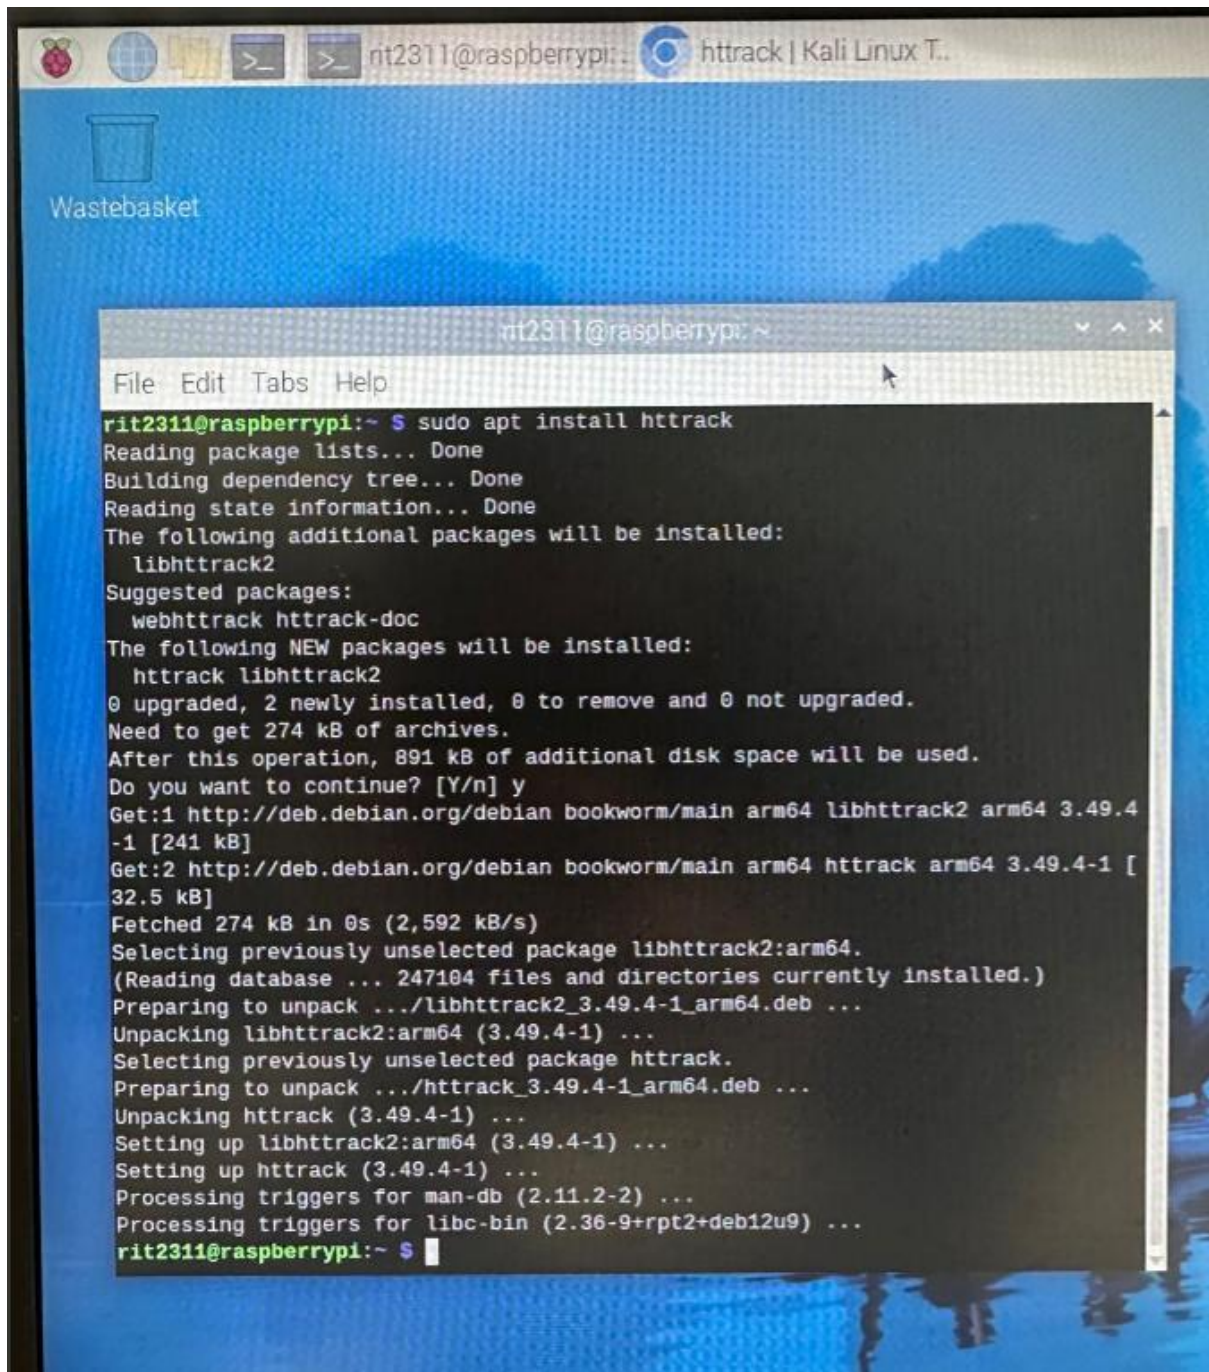 rit2311@raspberrypi: ..
httrack | Kali Linux T..
Wastebasket
rit2311@raspberrypi: ~
File Edit Tabs Help
rit2311@raspberrypi:~ $ sudo apt install httrack
Reading package lists... Done
Building dependency tree... Done
Reading state information... Done
The following additional packages will be installed:
  libhttrack2
Suggested packages:
  webhttrack httrack-doc
The following NEW packages will be installed:
  httrack libhttrack2
0 upgraded, 2 newly installed, 0 to remove and 0 not upgraded.
Need to get 274 kB of archives.
After this operation, 891 kB of additional disk space will be used.
Do you want to continue? [Y/n] y
Get:1 http://deb.debian.org/debian bookworm/main arm64 libhttrack2 arm64 3.49.4
-1 [241 kB]
Get:2 http://deb.debian.org/debian bookworm/main arm64 httrack arm64 3.49.4-1 [
32.5 kB]
Fetched 274 kB in 0s (2,592 kB/s)
Selecting previously unselected package libhttrack2:arm64.
(Reading database ... 247104 files and directories currently installed.)
Preparing to unpack .../libhttrack2_3.49.4-1_arm64.deb ...
Unpacking libhttrack2:arm64 (3.49.4-1) ...
Selecting previously unselected package httrack.
Preparing to unpack .../httrack_3.49.4-1_arm64.deb ...
Unpacking httrack (3.49.4-1) ...
Setting up libhttrack2:arm64 (3.49.4-1) ...
Setting up httrack (3.49.4-1) ...
Processing triggers for man-db (2.11.2-2) ...
Processing triggers for libc-bin (2.36-9+rpt2+deb12u9) ...
rit2311@raspberrypi:~ $